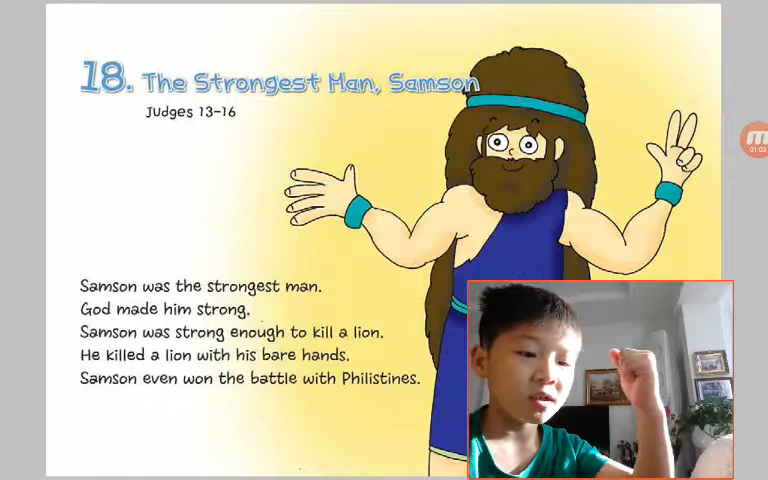 18. The Strongest Man, Samson
Judges 13-16
Samson was the strongest man.
God made him strong.
Samson was strong enough to kill a lion.
He killed a lion with his bare hands.
Samson even won the battle with Philistines.
M
01:03